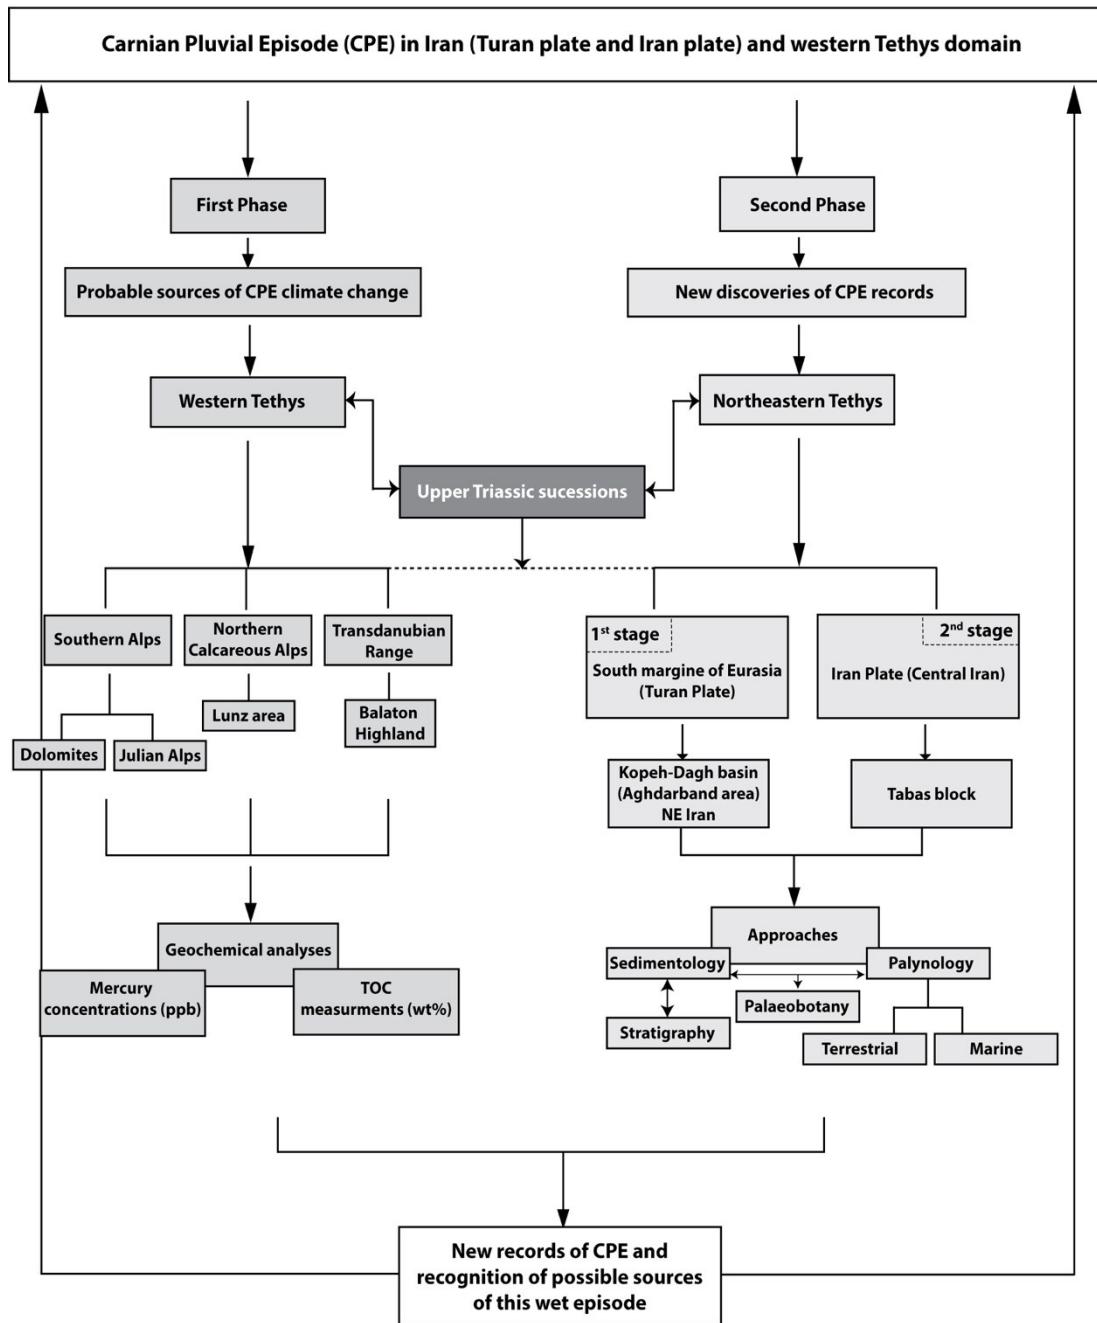 Carnian Pluvial Episode (CPE) in Iran (Turan plate and Iran plate) and western Tethys domain
First Phase
Second Phase
Probable sources of CPE climate change
New discoveries of CPE records
Western Tethys
Northeastern Tethys
Upper Triassic sucessions
Southern Alps
Northern
Calcareous Alps
Transdanubian
Range
Lunz area
Balaton
Highland
Dolomites
Julian Alps
1st stage
South margine of Eurasia
(Turan Plate)
2nd stage
Iran Plate (Central Iran)
Kopeh-Dagh basin
(Aghdarband area)
NE Iran
Tabas block
Geochemical analyses
Mercury
concentrations (ppb)
TOC
measurments (wt%)
Approaches
Sedimentology
Palynology
Palaeobotany
Stratigraphy
Terrestrial
Marine
New records of CPE and
recognition of possible sources
of this wet episode